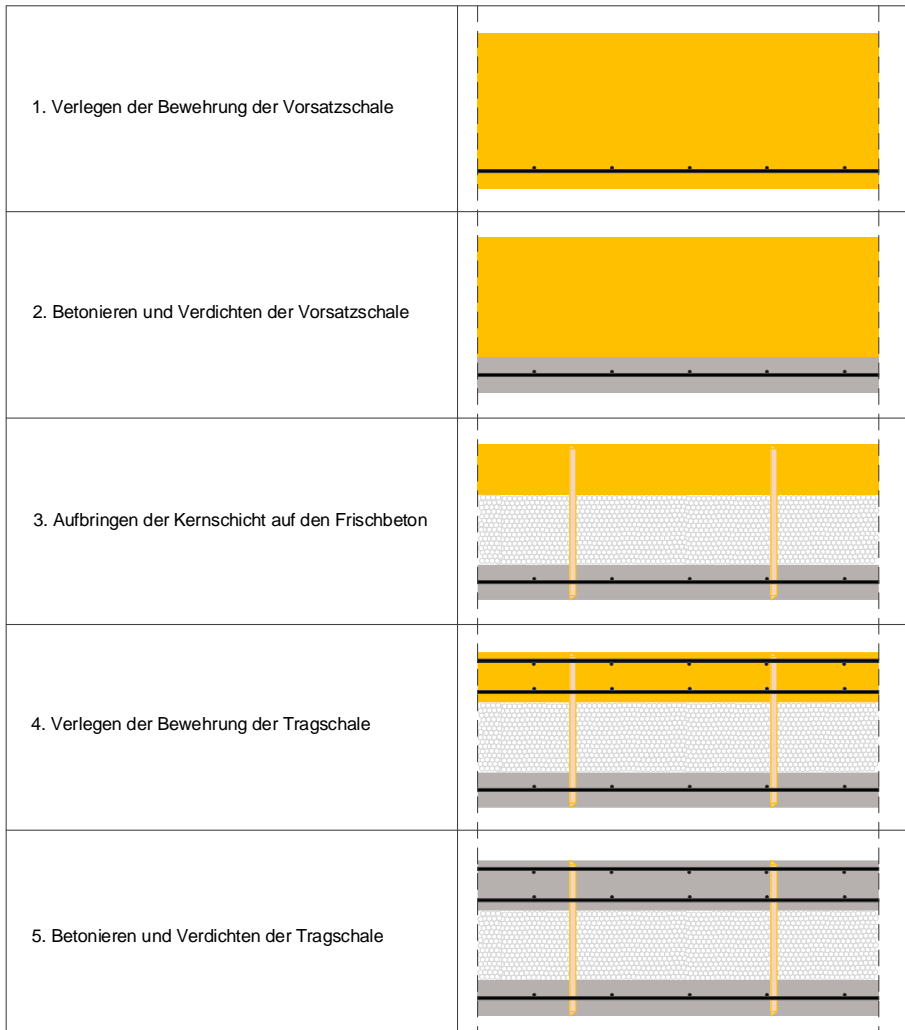 1. Verlegen der Bewehrung der Vorsatzschale
2. Betonieren und Verdichten der Vorsatzschale
3. Aufbringen der Kernschicht auf den Frischbeton
4. Verlegen der Bewehrung der Tragschale
5. Betonieren und Verdichten der Tragschale